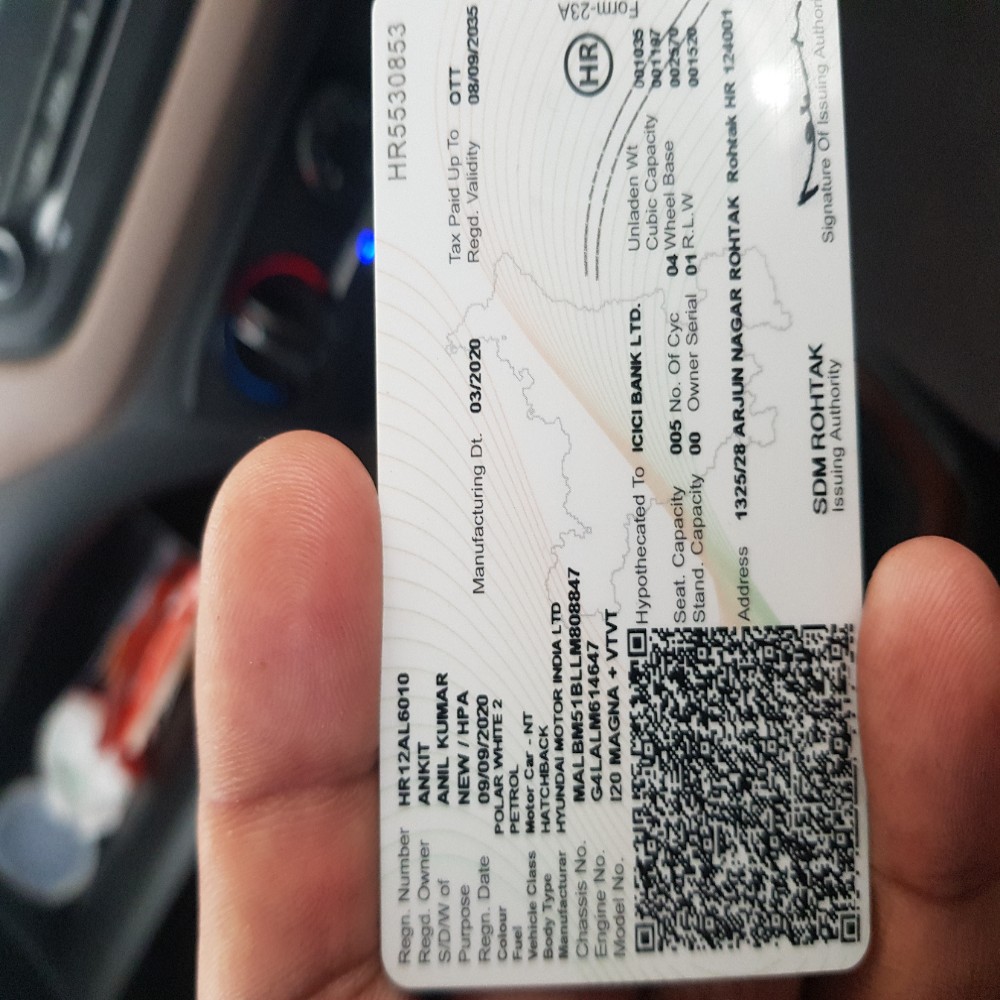 HR5530853
Regn. Number HR12AL6010
Regd. Owner ANKIT
S/D/W of ANIL KUMAR
Purpose NEW / HPA
Regn. Date 09/09/2020
Colour POLAR WHITE 2
Fuel PETROL
Vehicle Class Motor Car - NT
Body Type HATCHBACK
Manufacturar HYUNDAI MOTOR INDIA LTD
Chassis No. MALBM51BLLM808847
Engine No. G4LALM614647
Model No. I20 MAGNA + VTVT
Manufacturing Dt. 03/2020
Tax Paid Up To OTT
Regd. Validity 08/09/2035
Form-23A
HR
Hypothecated To ICICI BANK LTD.
Unladen Wt 001035
Cubic Capacity 001197
Seat. Capacity 005 No. Of Cyc 04 Wheel Base 002570
Stand. Capacity 00 Owner Serial 01 R.L.W 001520
Address 1325/28 ARJUN NAGAR ROHTAK Rohtak HR 124001
SDM ROHTAK
Issuing Authority
Signature Of Issuing Author